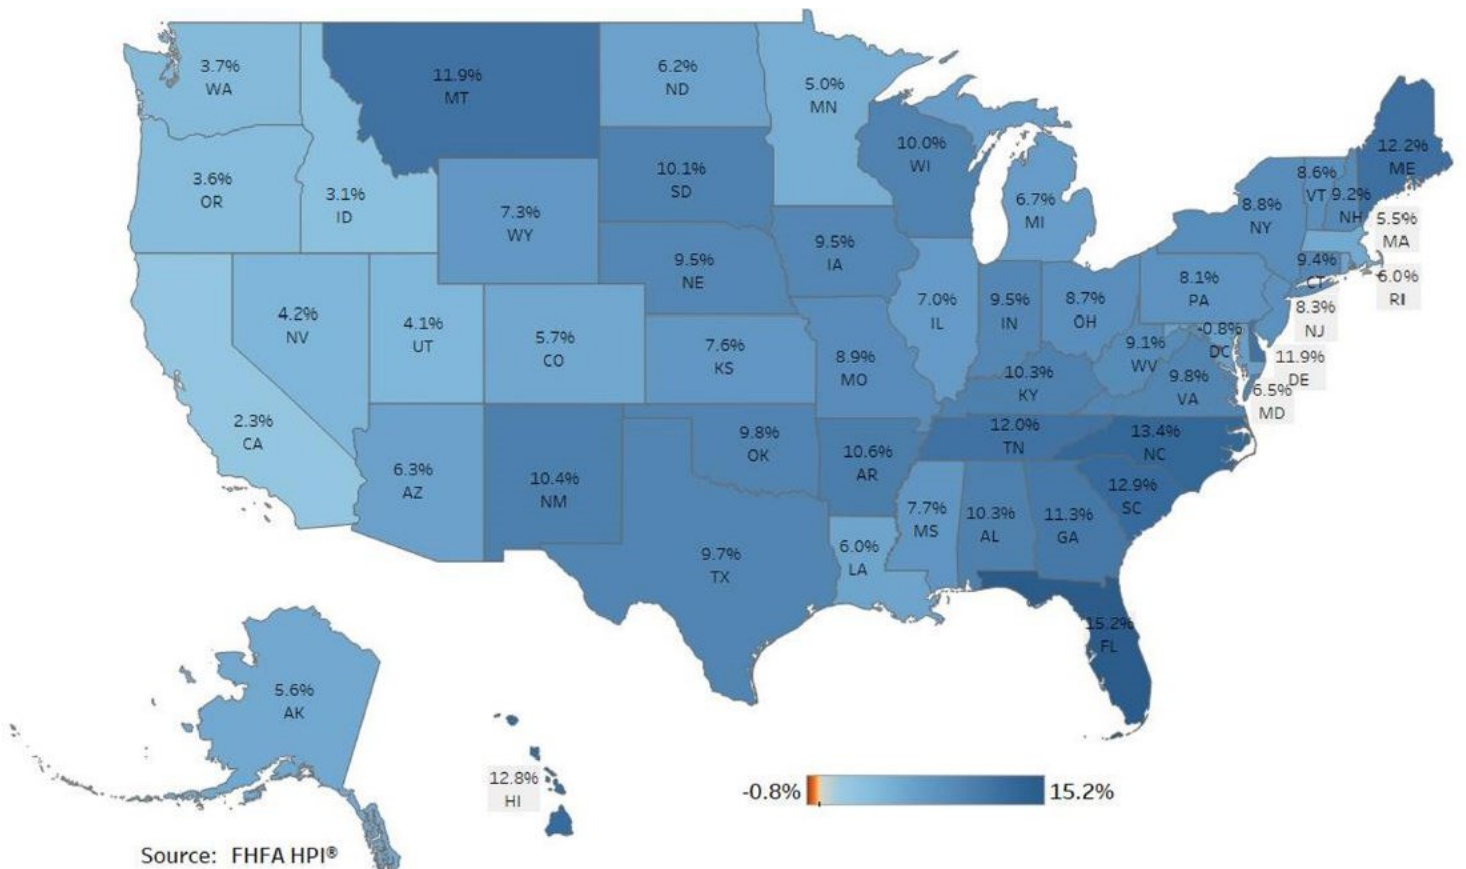 3.7%
WA
11.9%
MT
6.2%
ND
5.0%
MN
10.0%
WI
12.2%
ME
3.6%
OR
3.1%
ID
10.1%
SD
7.3%
WY
6.7%
MI
8.6%
VT
9.2%
NH
8.8%
NY
5.5%
MA
9.5%
IA
9.5%
NE
9.4%
CT
6.0%
RI
8.1%
PA
4.2%
NV
4.1%
UT
5.7%
CO
7.0%
IL
9.5%
IN
8.7%
OH
8.3%
NJ
-0.8%
DC
7.6%
KS
8.9%
MO
9.1%
WV
11.9%
DE
10.3%
KY
9.8%
VA
6.5%
MD
2.3%
CA
12.0%
TN
13.4%
NC
9.8%
OK
10.6%
AR
6.3%
AZ
10.4%
NM
12.9%
SC
7.7%
MS
10.3%
AL
11.3%
GA
9.7%
TX
6.0%
LA
15.2%
FL
5.6%
AK
12.8%
HI
-0.8% 15.2%
Source: FHFA HPI®